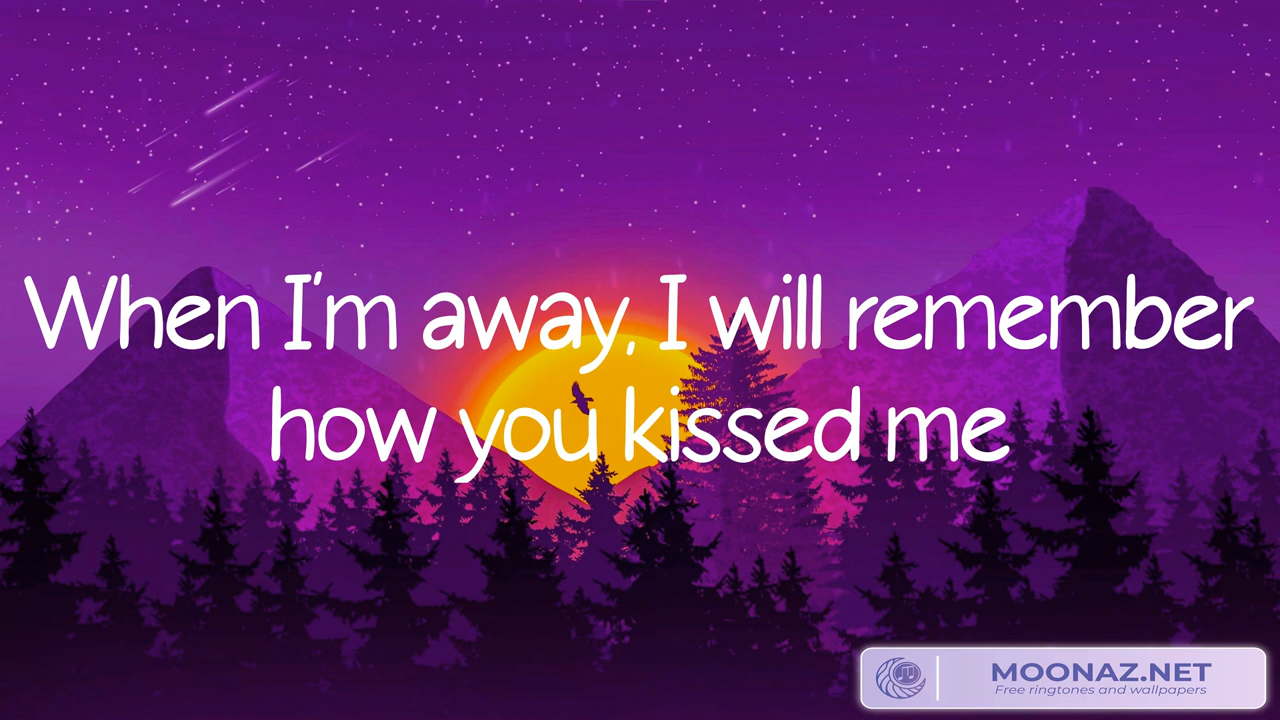 When I'm away, I will remember
how you kissed me
MOONAZ.NET
Free ringtones and wallpapers